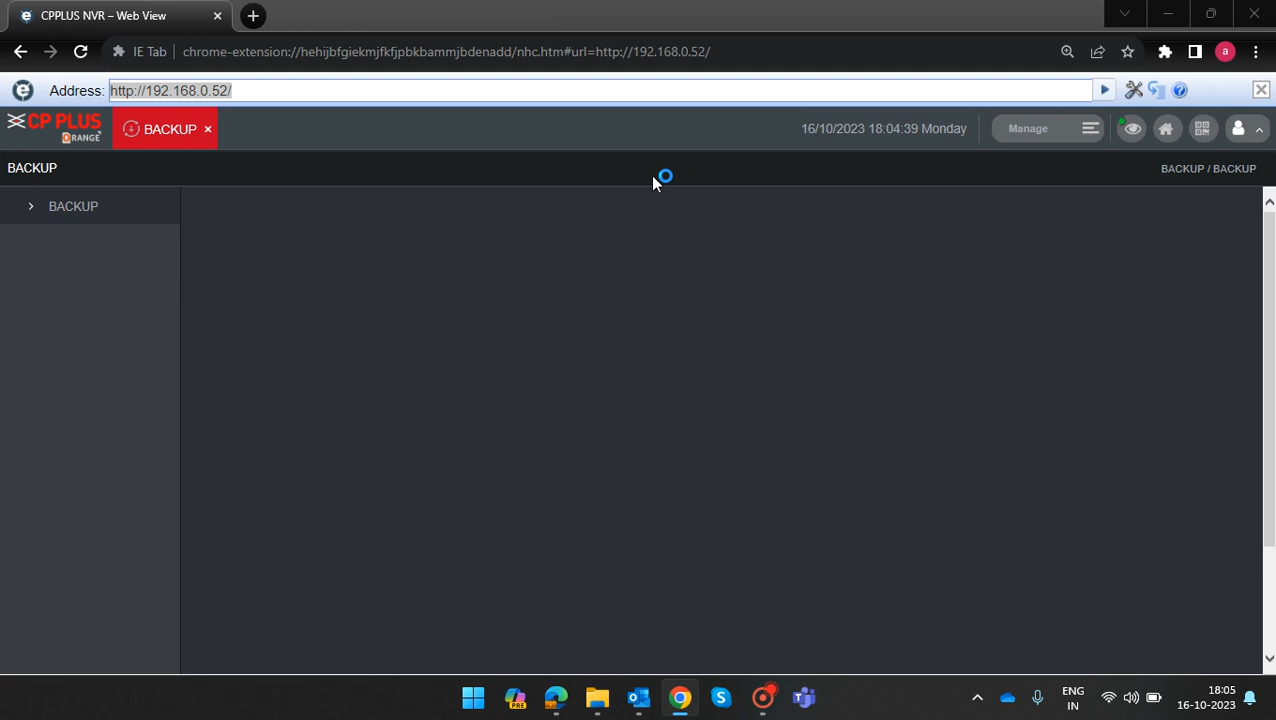 CPPLUS NVR – Web View
IE Tab
chrome-extension://hehijbfgiekmjfkfjpbkbammjbdenadd/nhc.htm#url=http://192.168.0.52/
a
Address: http://192.168.0.52/
CP PLUS
ORANGE
BACKUP
16/10/2023 18:04:39 Monday
Manage
BACKUP
BACKUP / BACKUP
BACKUP
PRE
S
ENG
IN
18:05
16-10-2023